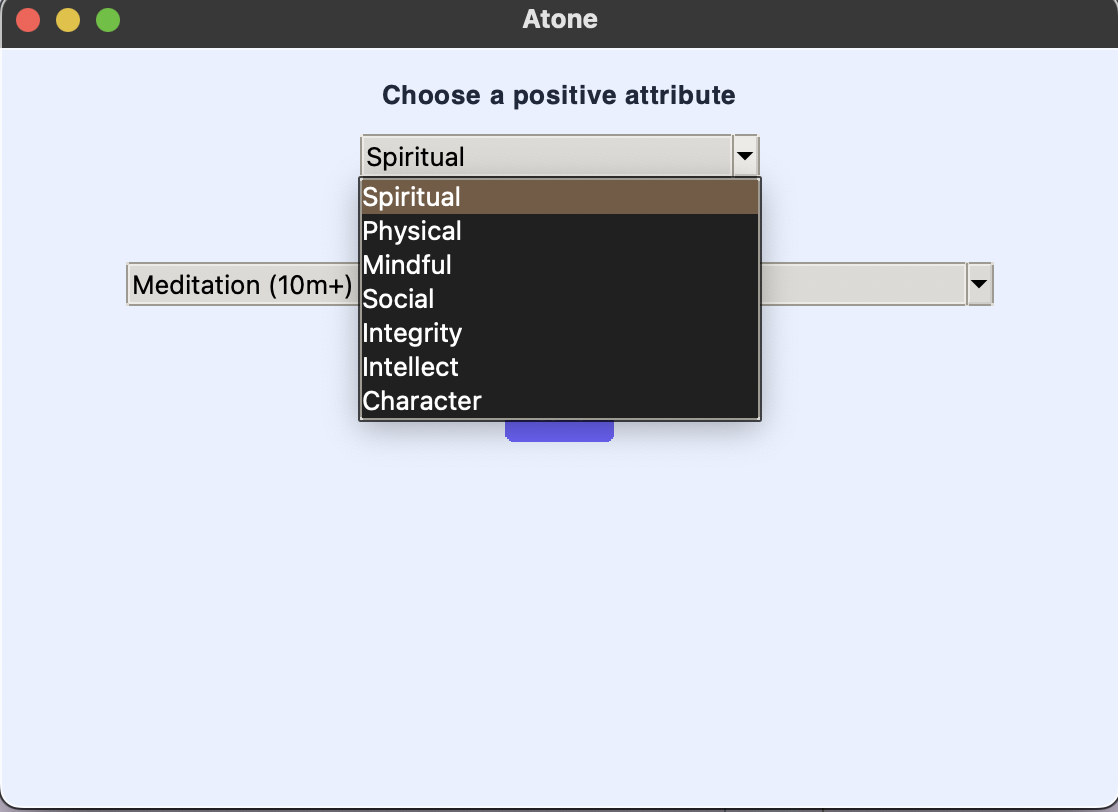 Atone
Choose a positive attribute
Spiritual
Spiritual
Physical
Mindful
Social
Integrity
Intellect
Character
Meditation (10m+)